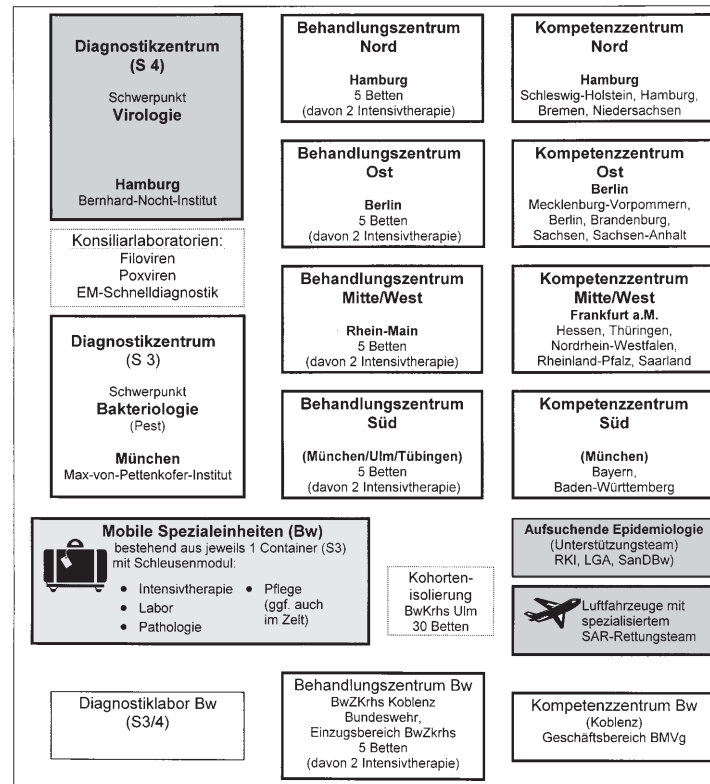 Diagnostikzentrum
(S 4)
Schwerpunkt
Virologie
Hamburg
Bernhard-Nocht-Institut
Konsiliarlaboratorien:
Filoviren
Poxviren
EM-Schnelldiagnostik
Diagnostikzentrum
(S 3)
Schwerpunkt
Bakteriologie
(Pest)
München
Max-von-Pettenkofer-Institut
Behandlungszentrum
Nord
Hamburg
5 Betten
(davon 2 Intensivtherapie)
Behandlungszentrum
Ost
Berlin
5 Betten
(davon 2 Intensivtherapie)
Behandlungszentrum
Mitte/West
Rhein-Main
5 Betten
(davon 2 Intensivtherapie)
Behandlungszentrum
Süd
(München/Ulm/Tübingen)
5 Betten
(davon 2 Intensivtherapie)
Kompetenzzentrum
Nord
Hamburg
Schleswig-Holstein, Hamburg,
Bremen, Niedersachsen
Kompetenzzentrum
Ost
Berlin
Mecklenburg-Vorpommern,
Berlin, Brandenburg,
Sachsen, Sachsen-Anhalt
Kompetenzzentrum
Mitte/West
Frankfurt a.M.
Hessen, Thüringen,
Nordrhein-Westfalen,
Rheinland-Pfalz, Saarland
Kompetenzzentrum
Süd
(München)
Bayern,
Baden-Württemberg
Mobile Spezialeinheiten (Bw)
bestehend aus jeweils 1 Container (S3)
mit Schleusenmodul:
• Intensivtherapie
• Labor
• Pathologie
• Pflege
(ggf. auch
im Zelt)
Kohorten-
isolierung
BwKrhs Ulm
30 Betten
Aufsuchende Epidemiologie
(Unterstützungsteam)
RKI, LGA, SanDBw)
Luftfahrzeuge mit
spezialisiertem
SAR-Rettungsteam
Diagnostiklabor Bw
(S3/4)
Behandlungszentrum Bw
BwZKrhs Koblenz
Bundeswehr,
Einzugsbereich BwZkrhs
5 Betten
(davon 2 Intensivtherapie)
Kompetenzzentrum Bw
(Koblenz)
Geschäftsbereich BMVg